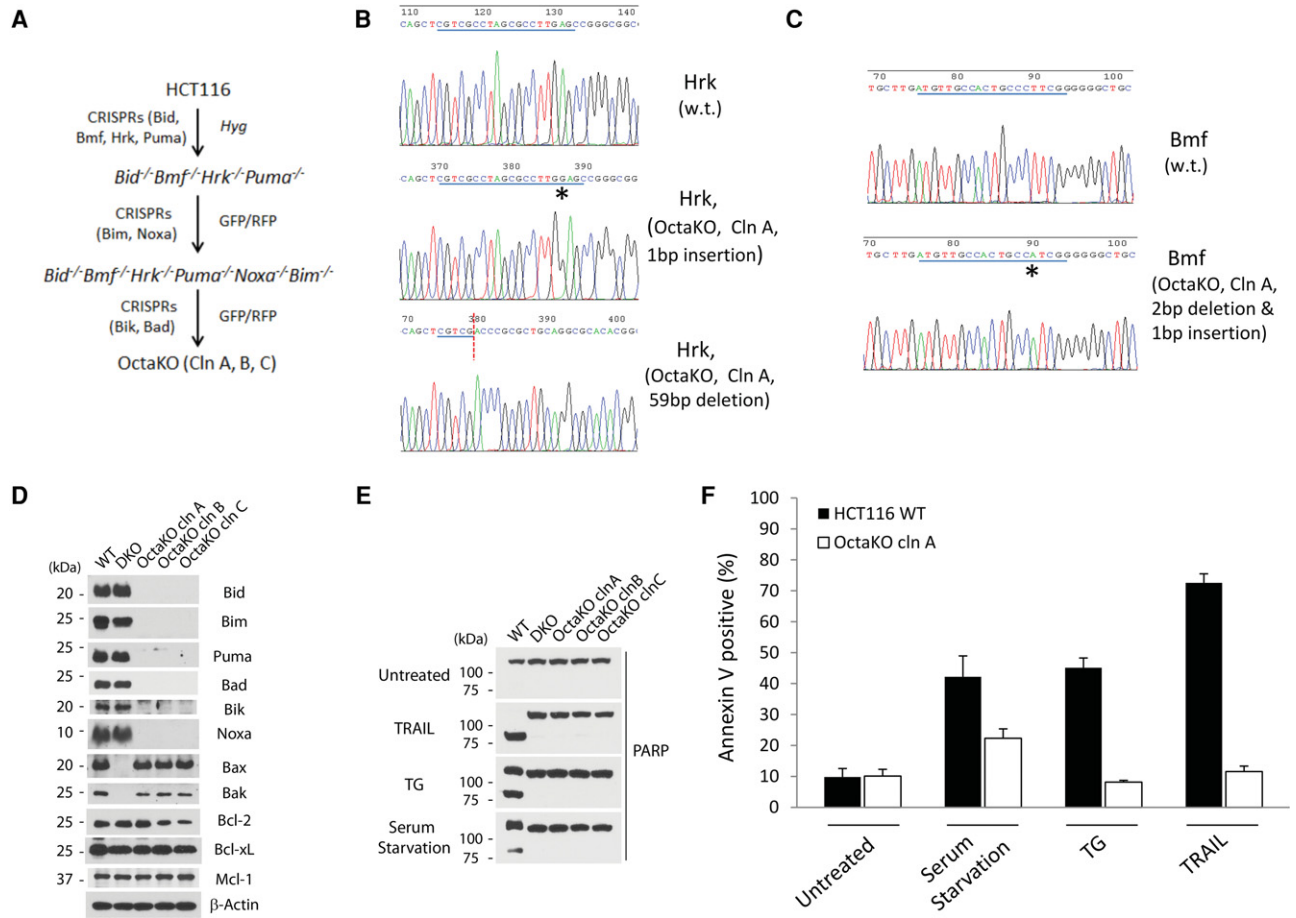 A
HCT116
CRISPRs (Bid,
Bmf, Hrk, Puma)
Hyg
Bid-/-Bmf-/-Hrk-/-Puma-/-
CRISPRs
(Bim, Noxa)
GFP/RFP
Bid-/-Bmf-/-Hrk-/-Puma-/-Noxa-/-Bim-/-
CRISPRs
(Bik, Bad)
GFP/RFP
OctaKO (Cln A, B, C)
B
110 120 130 140
CAGCTCGTCGCCTAGCGCCTTGAGCCGGGCGGC
Hrk
(w.t.)
370 380 390
CAGCTCGTCGCCTAGCGCCTTGGAGCCGGGCGG
*
Hrk,
(OctaKO, Cln A,
1bp insertion)
70 380 390 400
CAGCTCGTCGACCCGCGCTGCAGGCGCACACGG
Hrk,
(OctaKO, Cln A,
59bp deletion)
C
70 80 90 100
TGCTTGATGTTGCCACTGCCCTTCGGGGGGCTGC
Bmf
(w.t.)
70 80 90 100
TGCTTGATGTTGCCACTGCCATCGGGGGGCTGC
*
Bmf
(OctaKO, Cln A,
2bp deletion &
1bp insertion)
D
(kDa)
WT DKO OctaKO cln A OctaKO cln B OctaKO cln C
20 - Bid
25 - Bim
25 - Puma
25 - Bad
20 - Bik
10 - Noxa
20 - Bax
25 - Bak
25 - Bcl-2
25 - Bcl-xL
37 - Mcl-1
β-Actin
E
(kDa)
WT DKO OctaKO clnA OctaKO clnB OctaKO clnC
Untreated
100 -
75 -
TRAIL
100 -
75 -
TG
100 -
75 -
Serum
Starvation
100 -
75 -
PARP
F
Annexin V positive (%)
100
90
80
70
60
50
40
30
20
10
0
HCT116 WT
OctaKO cln A
Untreated
Serum
Starvation
TG
TRAIL